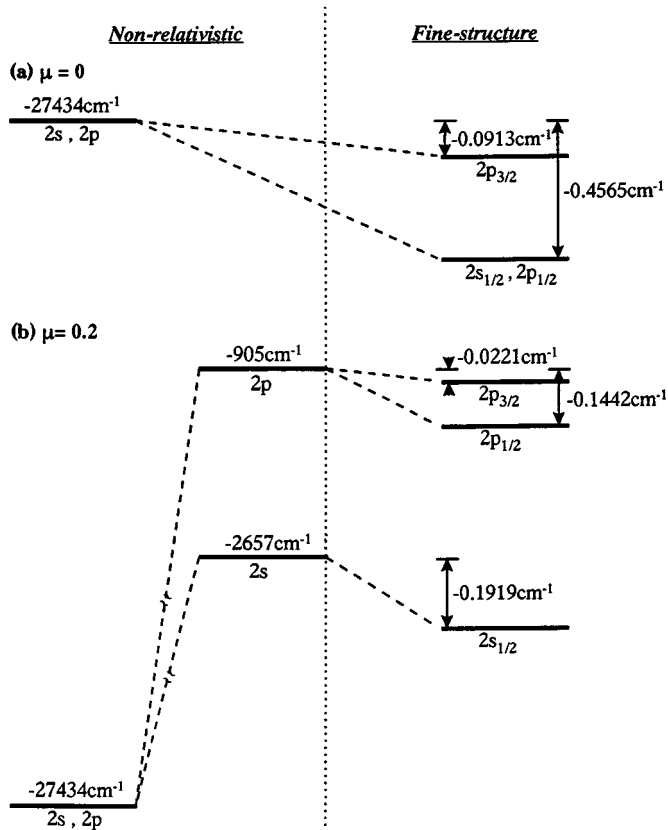 Non-relativistic Fine-structure
(a) μ = 0
-27434cm⁻¹
2s , 2p
-0.0913cm⁻¹
2p₃/₂
-0.4565cm⁻¹
2s₁/₂ , 2p₁/₂
(b) μ= 0.2
-905cm⁻¹
2p
-0.0221cm⁻¹
2p₃/₂
-0.1442cm⁻¹
2p₁/₂
-2657cm⁻¹
2s
-0.1919cm⁻¹
2s₁/₂
-27434cm⁻¹
2s , 2p